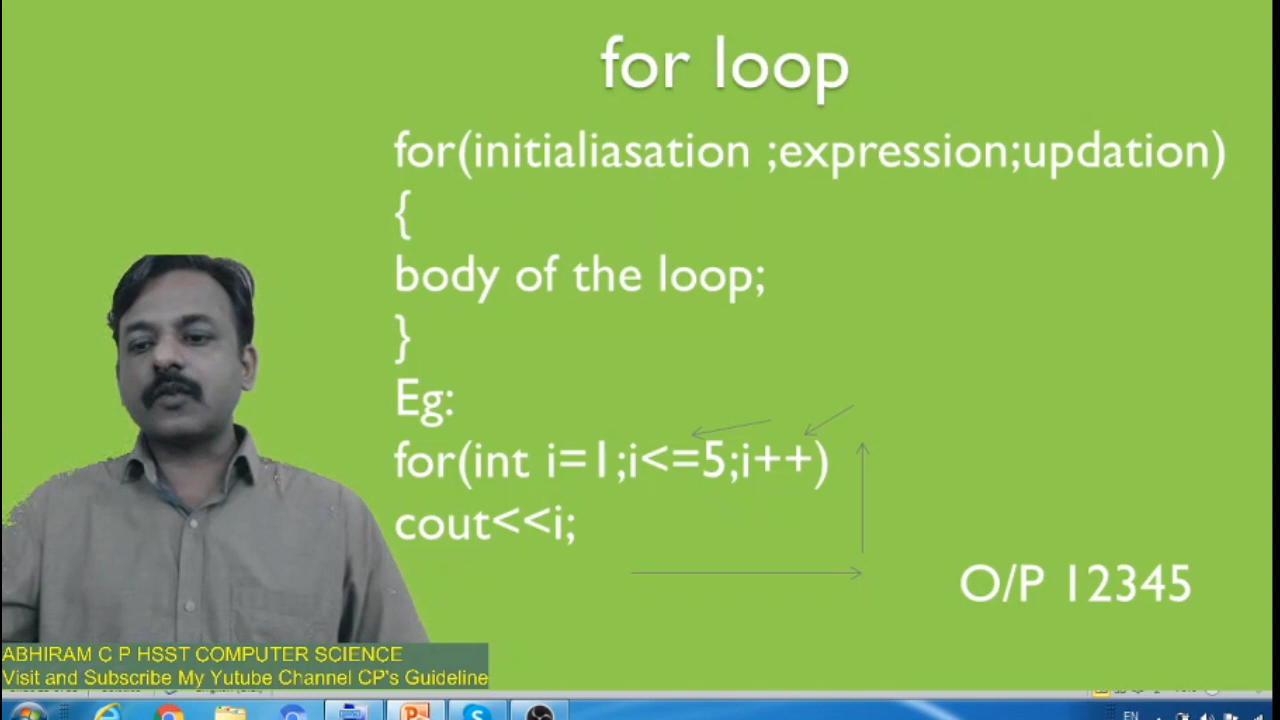 for loop
for(initialiasation ;expression;updation)
{
body of the loop;
}
Eg:
for(int i=1;i<=5;i++)
cout<<i;
O/P 12345
ABHIRAM C P HSST COMPUTER SCIENCE
Visit and Subscribe My Yutube Channel CP's Guideline
EN